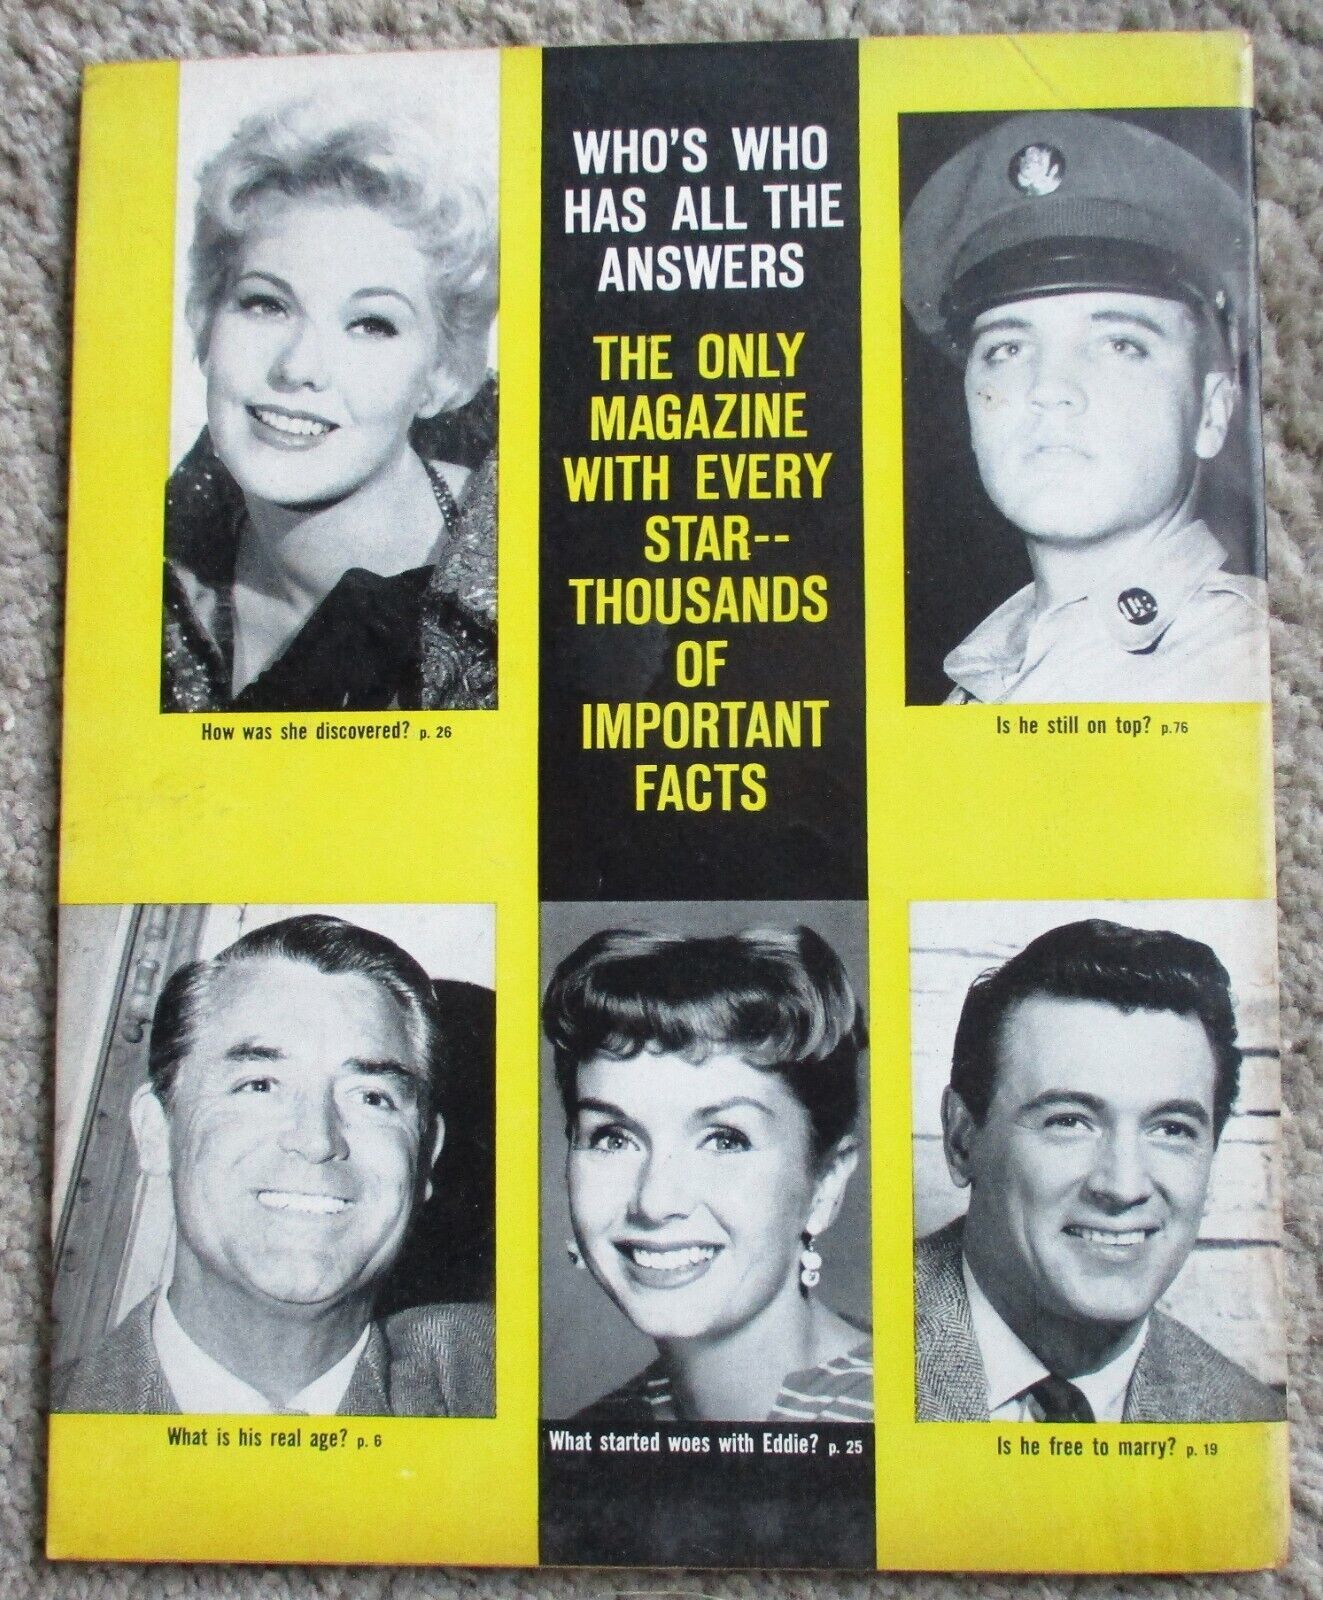 WHO'S WHO
HAS ALL THE
ANSWERS
THE ONLY
MAGAZINE
WITH EVERY
STAR--
THOUSANDS
OF
IMPORTANT
FACTS
How was she discovered? p. 26
Is he still on top? p.76
U.S.
What is his real age? p. 6
What started woes with Eddie? p. 25
Is he free to marry? p. 19